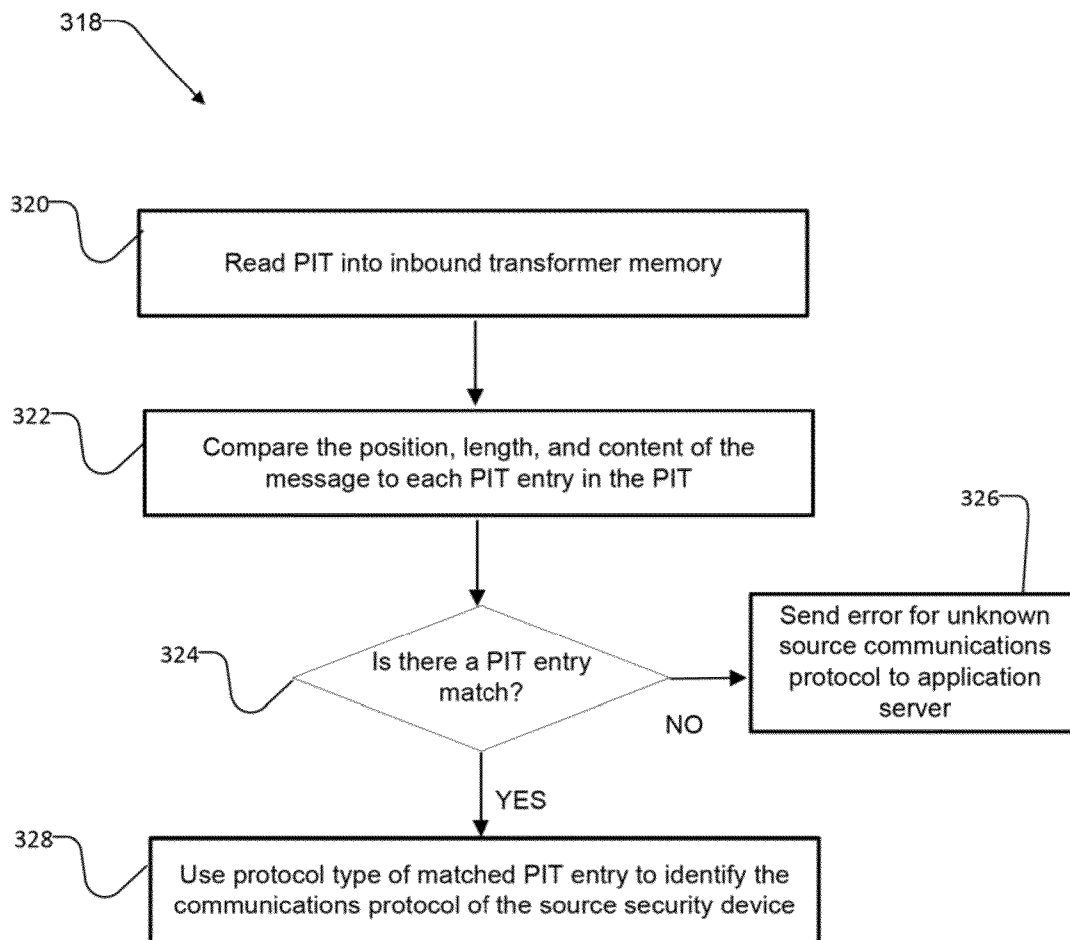 318
320
Read PIT into inbound transformer memory
322
Compare the position, length, and content of the
message to each PIT entry in the PIT
326
Send error for unknown
source communications
protocol to application
server
324
Is there a PIT entry
match?
NO
YES
328
Use protocol type of matched PIT entry to identify the
communications protocol of the source security device